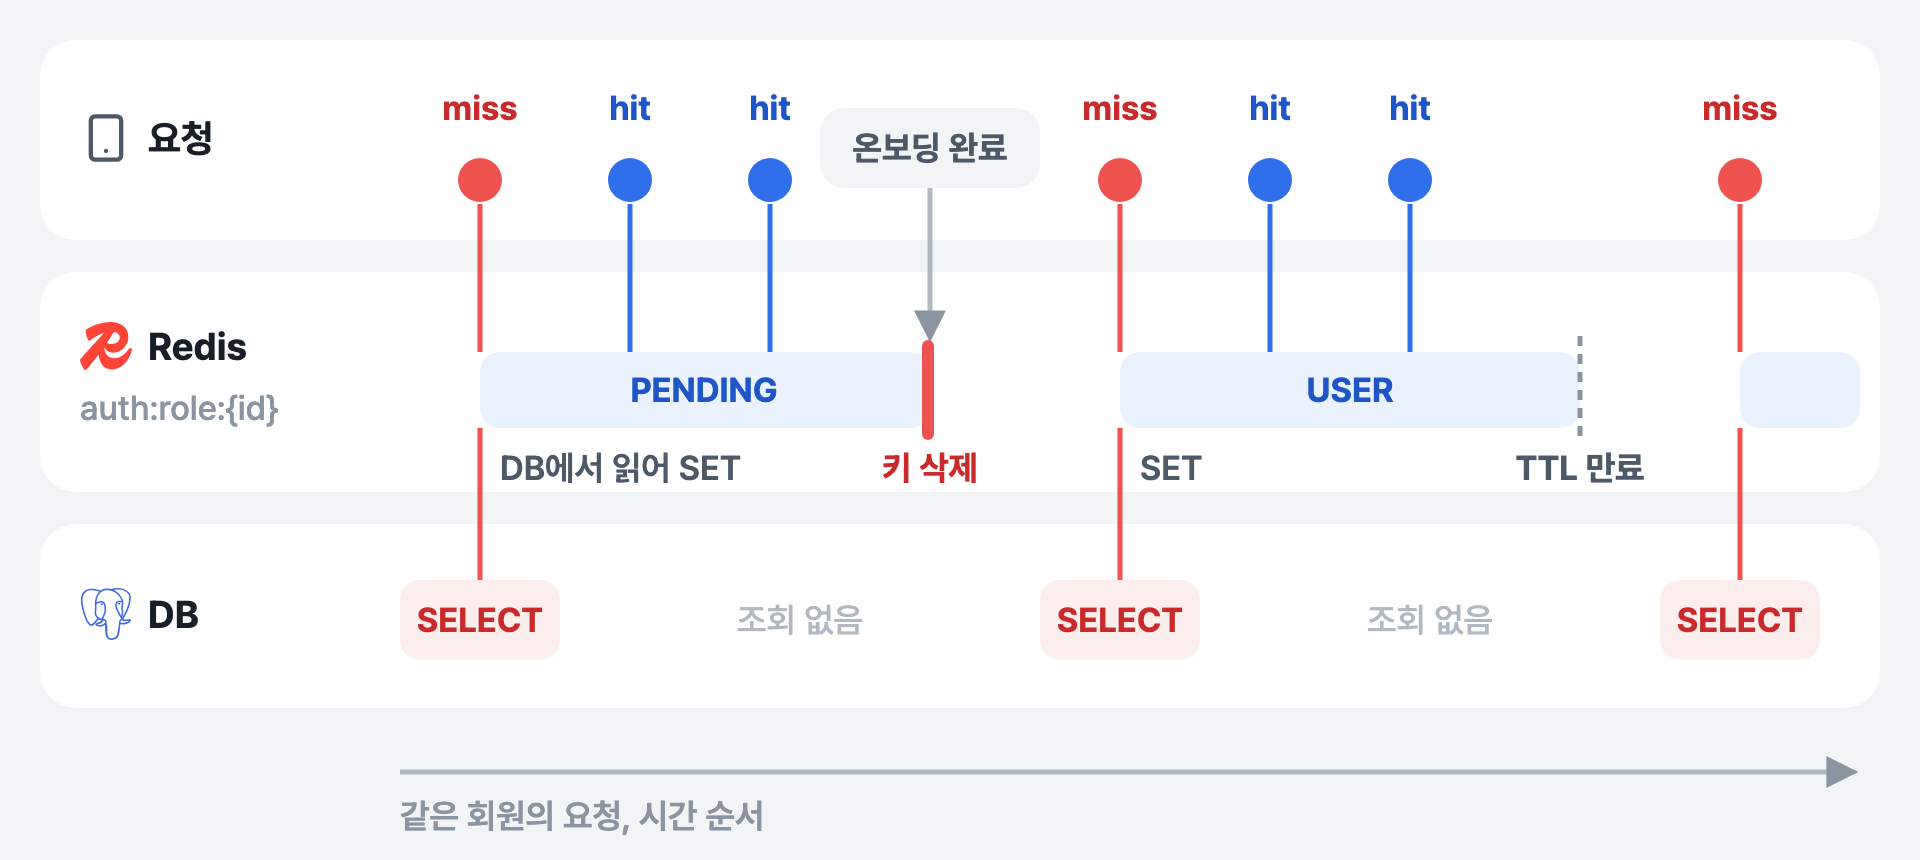 miss
hit
hit
온보딩 완료
miss
hit
hit
miss
요청
Redis
auth:role:{id}
PENDING
USER
DB에서 읽어 SET
키 삭제
SET
TTL 만료
DB
SELECT
조회 없음
SELECT
조회 없음
SELECT
같은 회원의 요청, 시간 순서